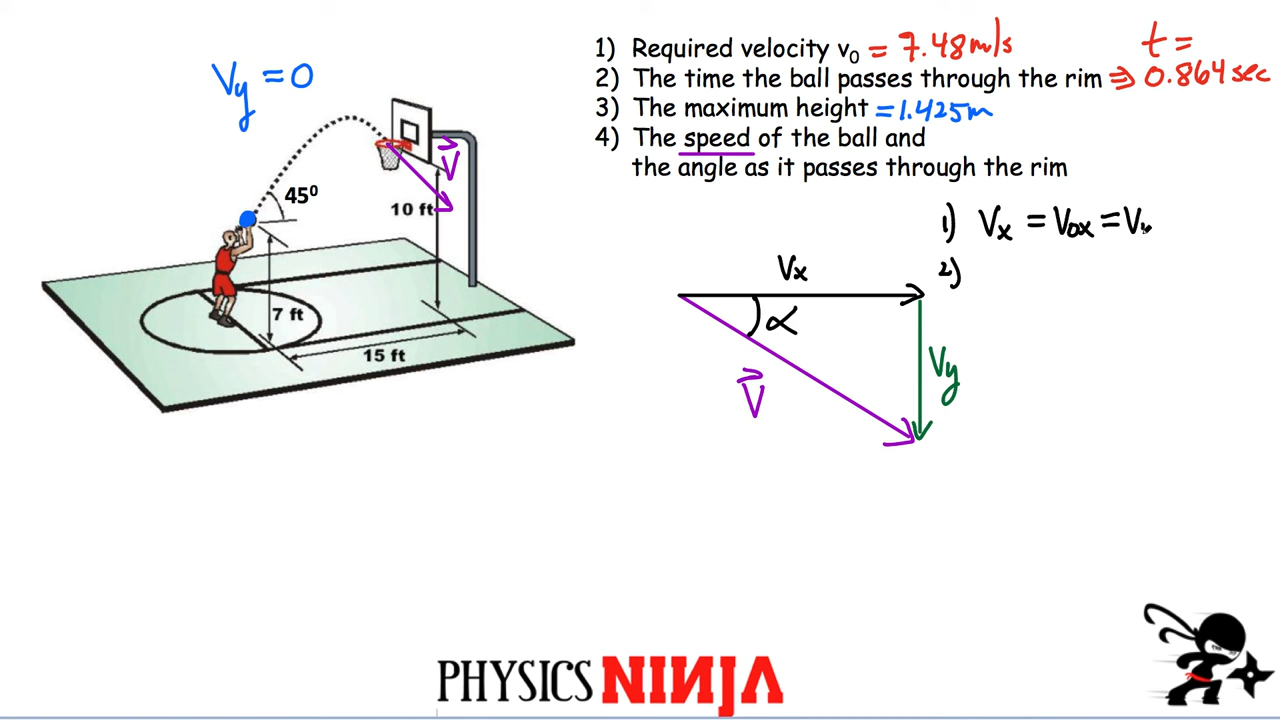 1) Required velocity v₀ = 7.48 m/s
t =
2) The time the ball passes through the rim ⇒ 0.864 sec
3) The maximum height = 1.425m
4) The speed of the ball and
the angle as it passes through the rim
Vy = 0
V
45⁰
10 ft
7 ft
15 ft
1) Vx = V0x =
2)
Vx
α
Vy
V
PHYSICS NINJA